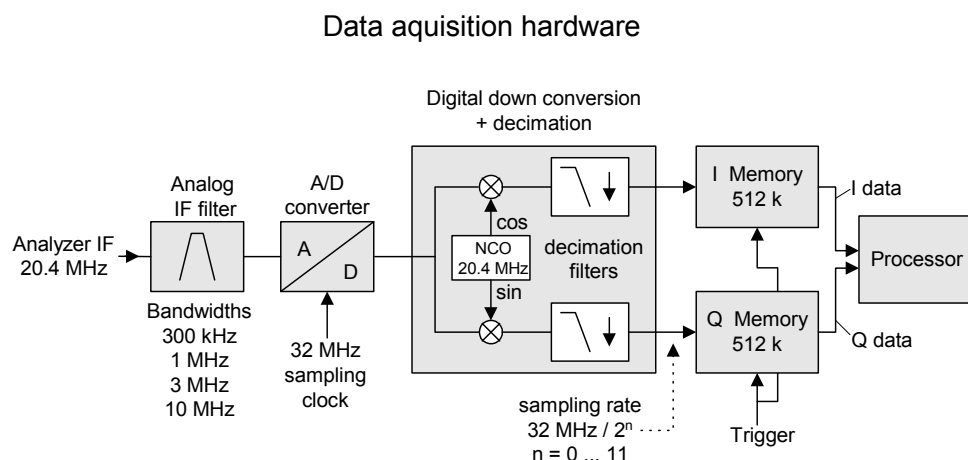 Data aquisition hardware
Digital down conversion
+ decimation
Analog
IF filter
A/D
converter
Analyzer IF
20.4 MHz
A
D
cos
NCO
20.4 MHz
sin
decimation
filters
I Memory
512 k
I data
Processor
Q Memory
512 k
Q data
Bandwidths
300 kHz
1 MHz
3 MHz
10 MHz
32 MHz
sampling
clock
sampling rate
32 MHz / 2ⁿ
n = 0 ... 11
Trigger